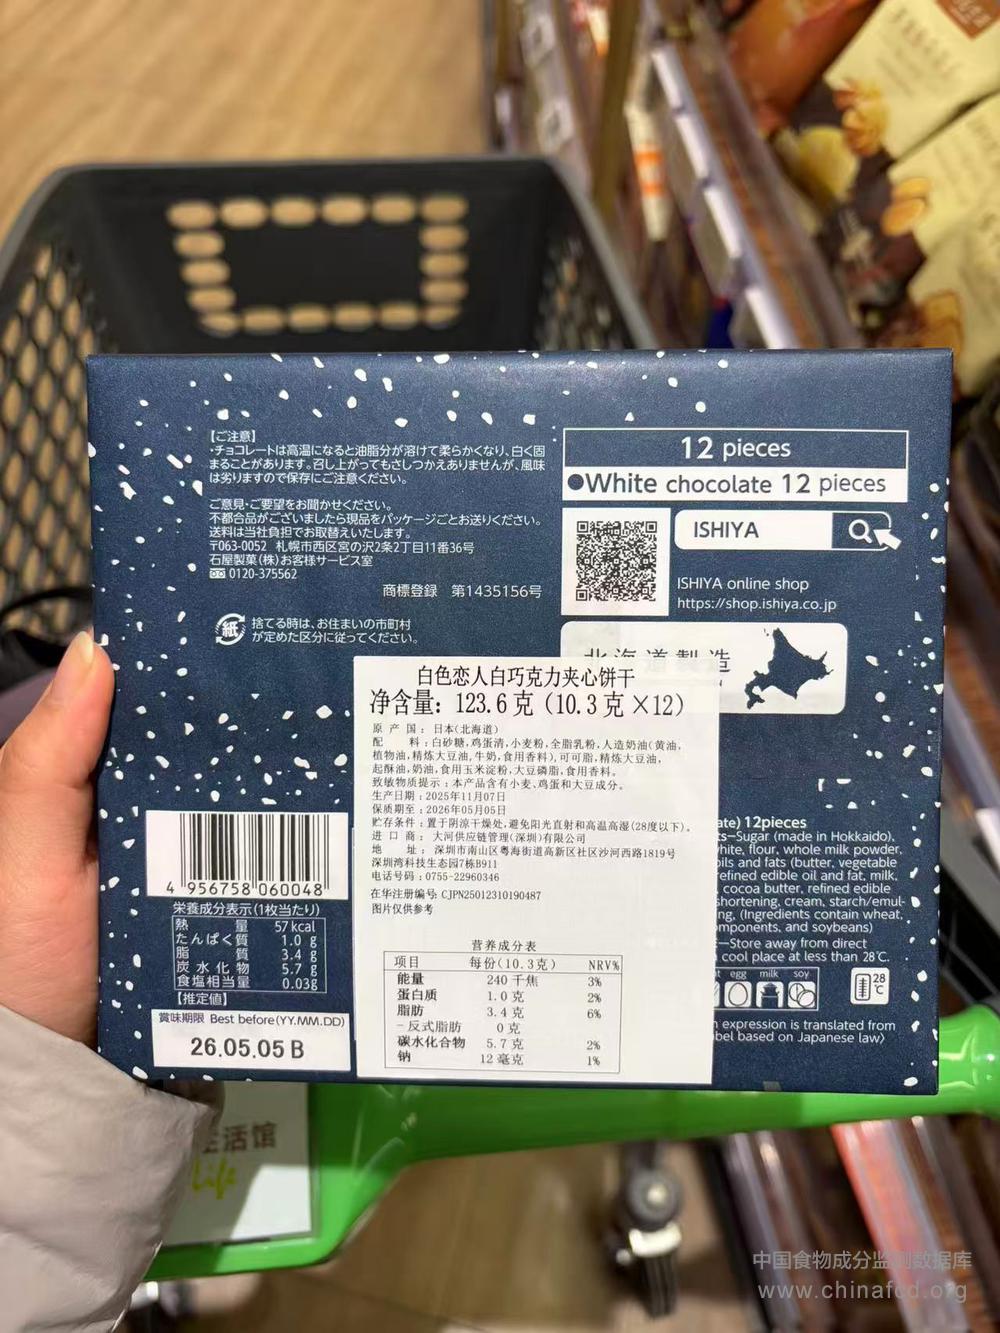 【ご注意】
・チョコレートは高温になると油脂分が溶けて柔らかくなり、白く固
まることがあります。召し上がってもさしつかえありませんが、風味
は劣りますので保存にご注意ください。
ご意見・ご要望をお聞かせください。
不都合品がございましたら現品をパッケージごとお送りください。
送料は当社負担でお取替えいたします。
〒063-0052 札幌市西区宮の沢2条2丁目11番36号
石屋製菓(株)お客様サービス室
0120-375562
商標登録 第1435156号
紙
捨てる時は、お住まいの市町村
が定めた区分に従ってください。
12 pieces
●White chocolate 12 pieces
ISHIYA
ISHIYA online shop
https://shop.ishiya.co.jp
北海道製造
白色恋人白巧克力夹心饼干
净含量：123.6克（10.3克×12）
原 产 国：日本(北海道)
配 料：白砂糖,鸡蛋清,小麦粉,全脂乳粉,人造奶油(黄油,
植物油,精炼大豆油,牛奶,食用香料),可可脂,精炼大豆油,
起酥油,奶油,食用玉米淀粉,大豆磷脂,食用香料。
致敏物质提示：本产品含有小麦、鸡蛋和大豆成分。
生产日期：2025年11月07日
保质期至：2026年05月05日
贮存条件：置于阴凉干燥处,避免阳光直射和高温高湿(28度以下)。
进 口 商：大河供应链管理(深圳)有限公司
地 址：深圳市南山区粤海街道高新区社区沙河西路1819号
深圳湾科技生态园7栋B911
电话号码：0755-22960346
在华注册编号：CJPN25012310190487
图片仅供参考
营养成分表
项目 每份(10.3克) NRV%
能量 240 千焦 3%
蛋白质 1.0 克 2%
脂肪 3.4 克 6%
- 反式脂肪 0 克
碳水化合物 5.7 克 2%
钠 12 毫克 1%
4 956758 060048
栄養成分表示(1枚当たり)
熱量 57kcal
たんぱく質 1.0 g
脂質 3.4 g
炭水化物 5.7 g
食塩相当量 0.03g
【推定値】
賞味期限 Best before(YY.MM.DD)
26.05.05 B
ate) 12pieces
ts—Sugar (made in Hokkaido),
hite, flour, whole milk powder,
oils and fats (butter, vegetable
refined edible oil and fat, milk,
, cocoa butter, refined edible
shortening, cream, starch/emul-
ng, (Ingredients contain wheat,
mponents, and soybeans)
—Store away from direct
cool place at less than 28℃.
egg milk soy
28℃
n expression is translated from
bel based on Japanese law〉
生活馆
life
中国食物成分监测数据库
www.chinafcd.org